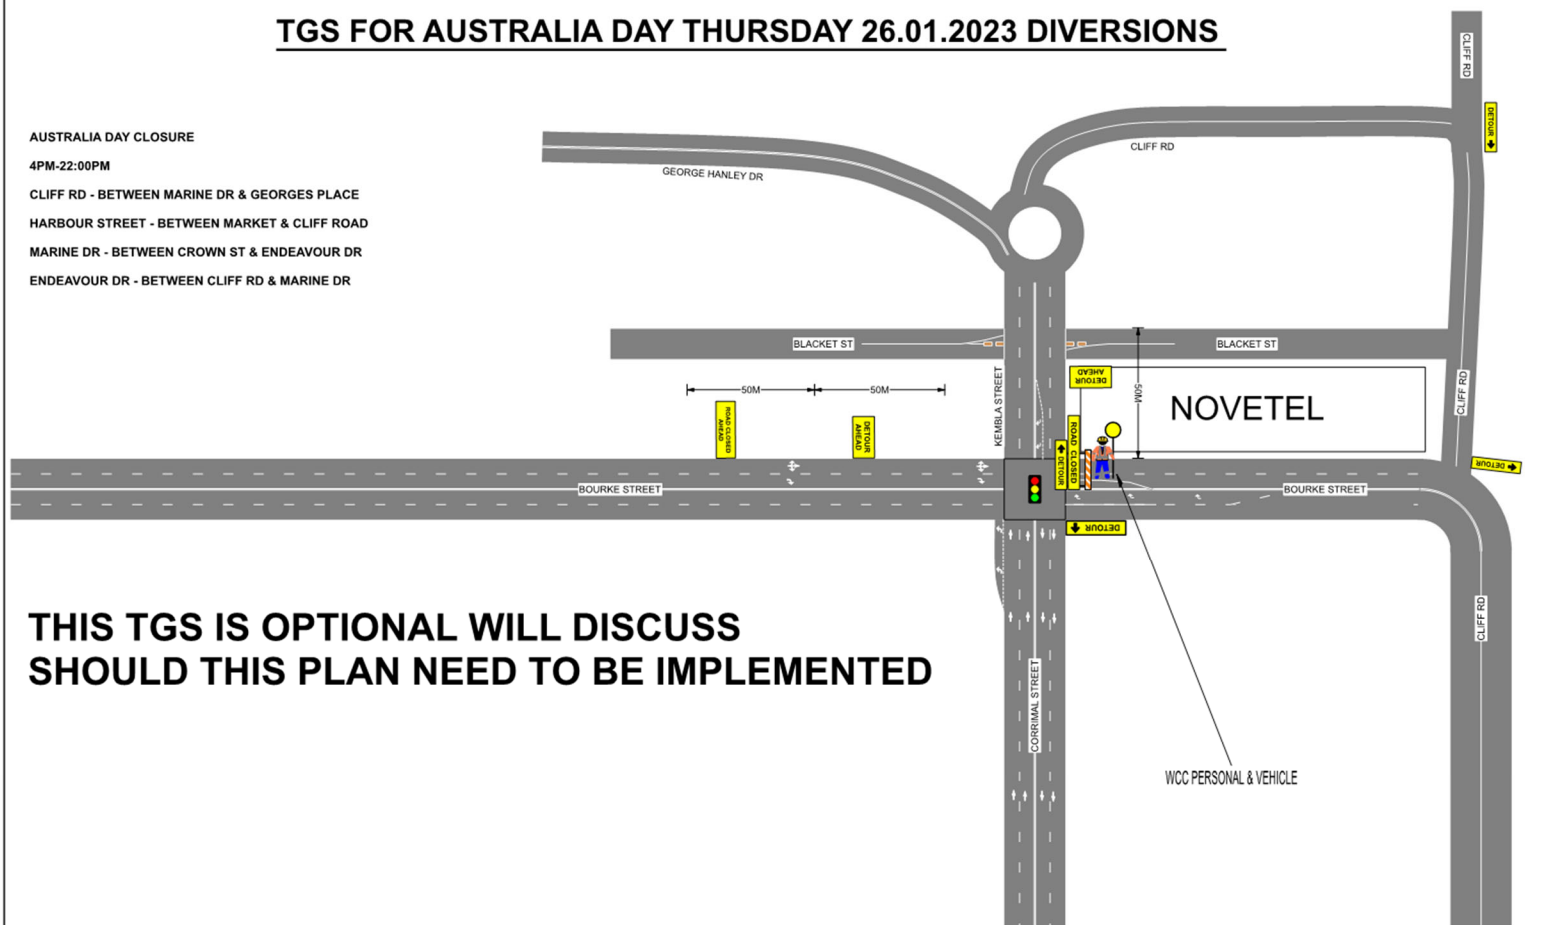 TGS FOR AUSTRALIA DAY THURSDAY 26.01.2023 DIVERSIONS
AUSTRALIA DAY CLOSURE
4PM-22:00PM
CLIFF RD - BETWEEN MARINE DR & GEORGES PLACE
HARBOUR STREET - BETWEEN MARKET & CLIFF ROAD
MARINE DR - BETWEEN CROWN ST & ENDEAVOUR DR
ENDEAVOUR DR - BETWEEN CLIFF RD & MARINE DR
CLIFF RD
DETOUR
CLIFF RD
GEORGE HANLEY DR
BLACKET ST
BLACKET ST
50M
50M
KEMBLA STREET
DETOUR
AHEAD
50M
NOVETEL
CLIFF RD
ROAD CLOSED
AHEAD
DETOUR
AHEAD
ROAD CLOSED
DETOUR
DETOUR
BOURKE STREET
BOURKE STREET
DETOUR
THIS TGS IS OPTIONAL WILL DISCUSS
SHOULD THIS PLAN NEED TO BE IMPLEMENTED
CLIFF RD
CORRIMAL STREET
WCC PERSONAL & VEHICLE